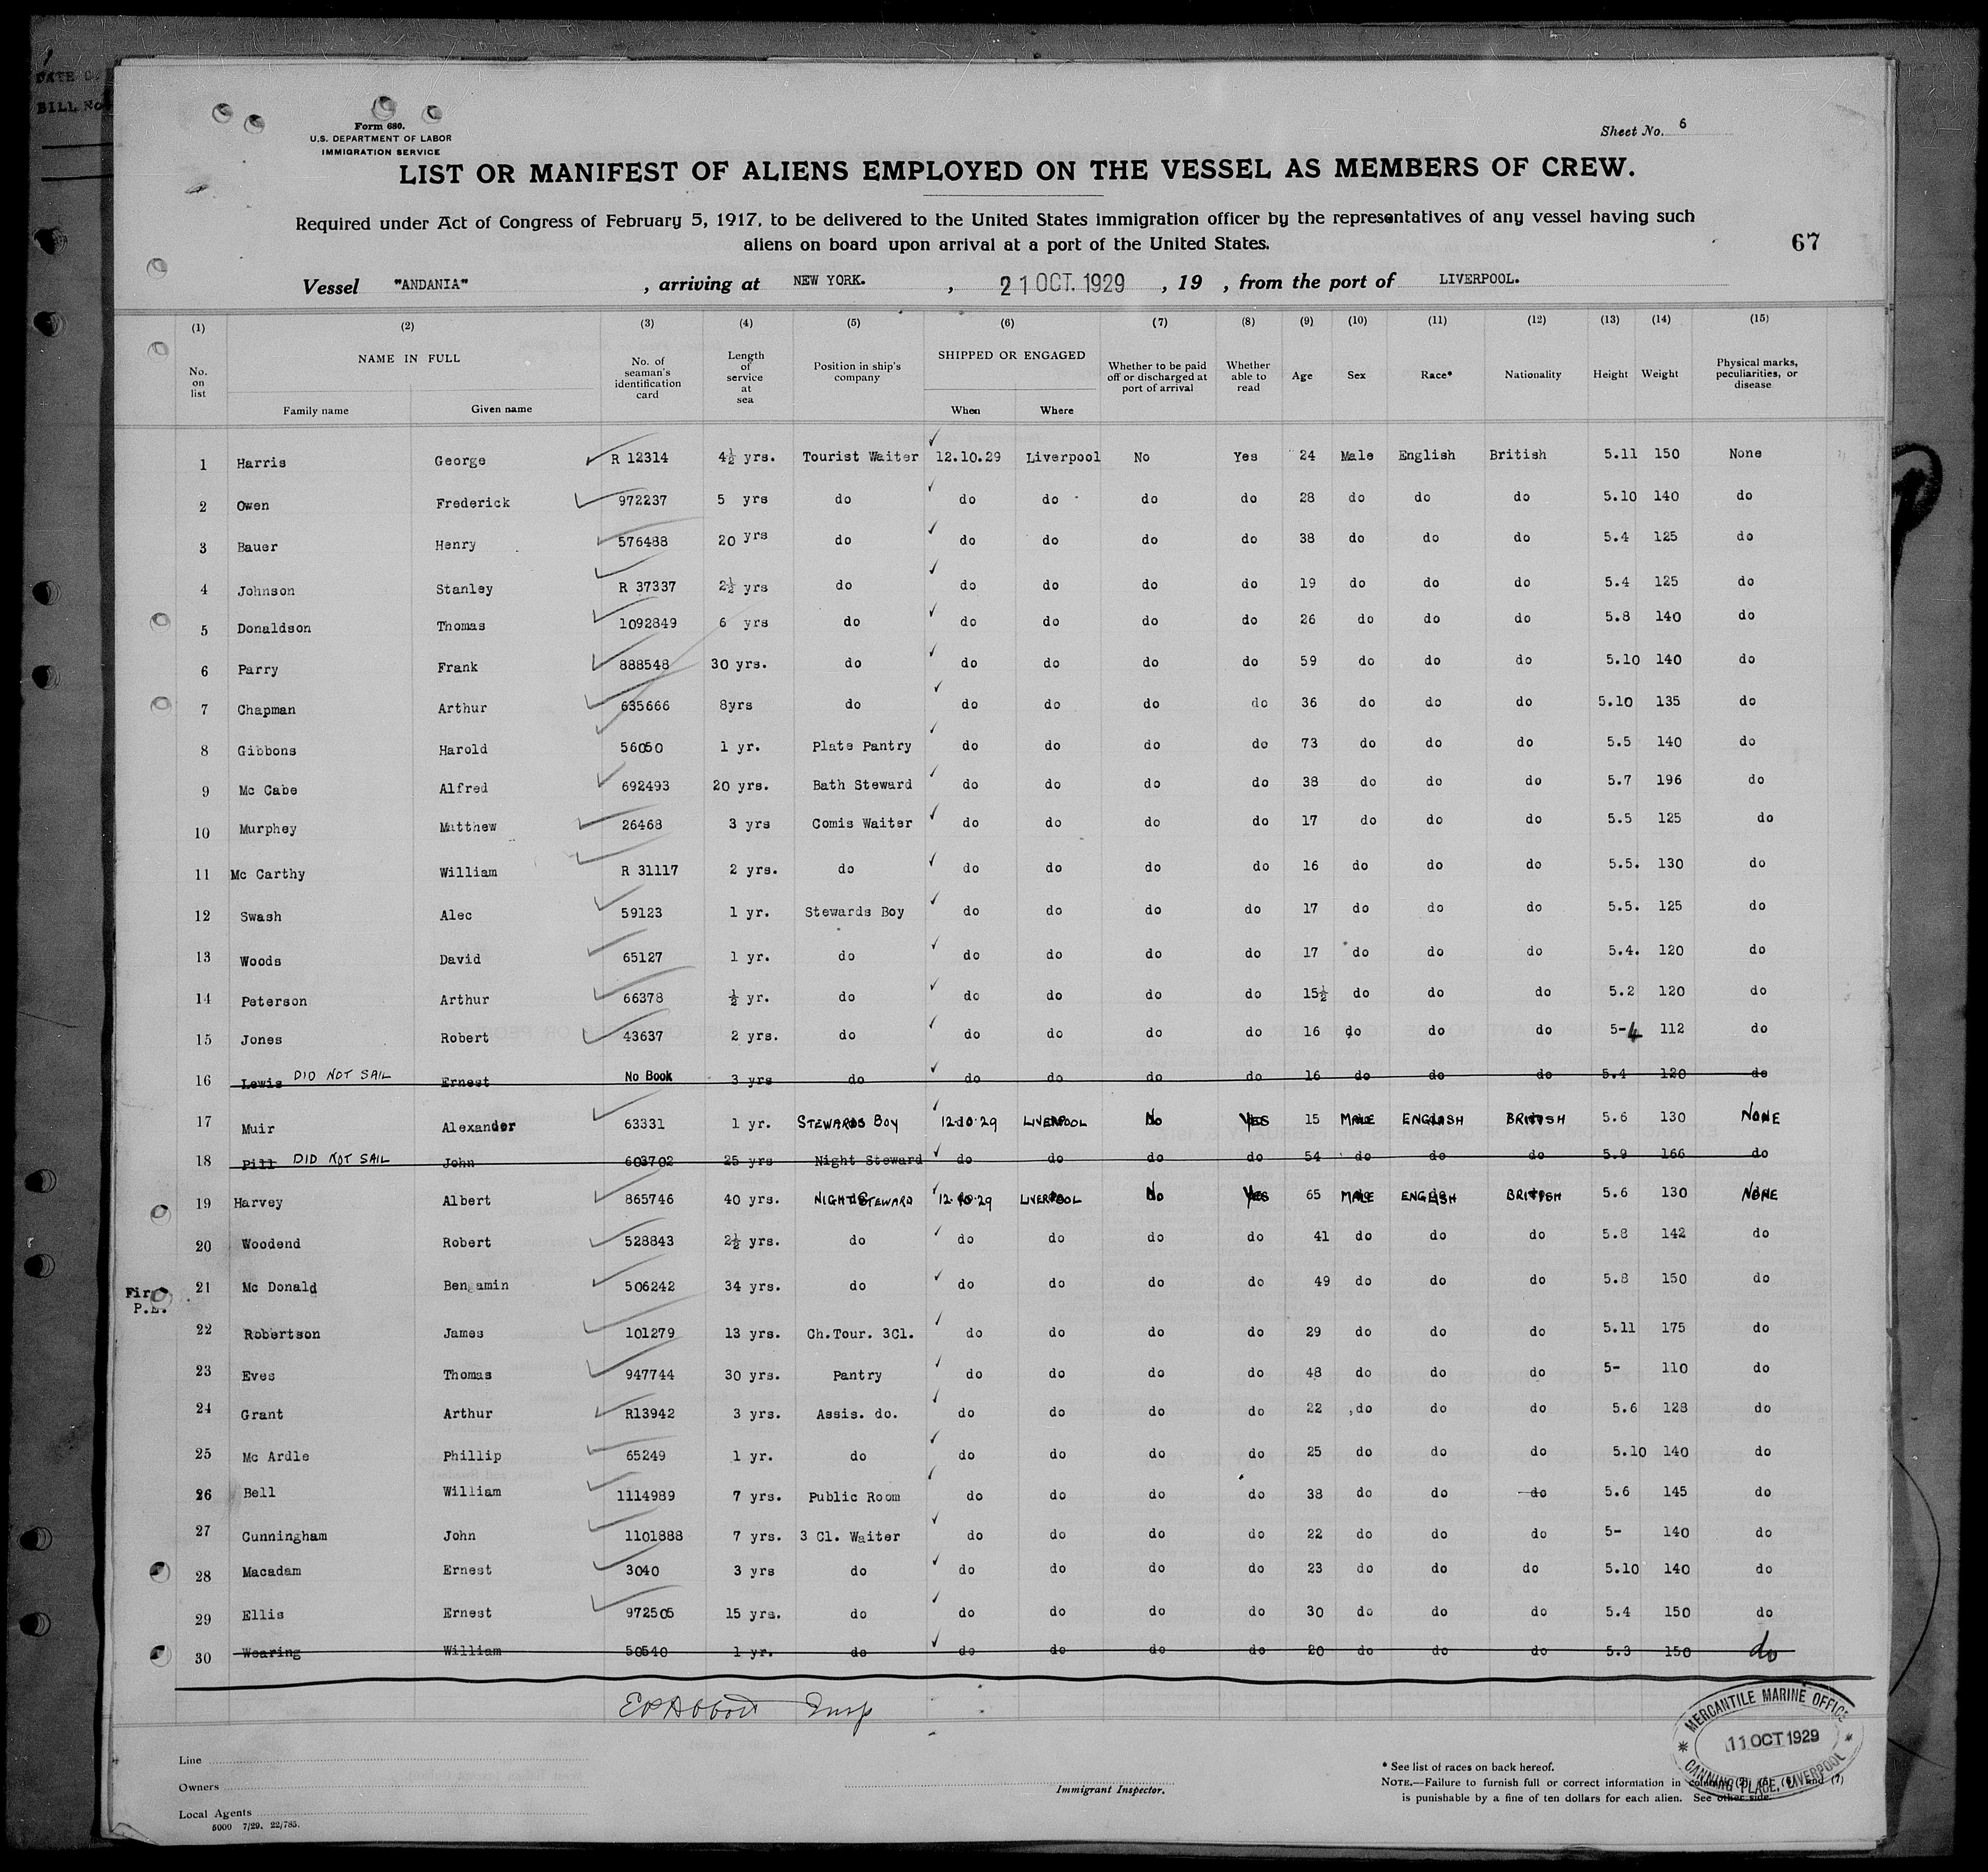 DATE O
BILL No
Form 680.
U.S. DEPARTMENT OF LABOR
IMMIGRATION SERVICE
Sheet No. 6
LIST OR MANIFEST OF ALIENS EMPLOYED ON THE VESSEL AS MEMBERS OF CREW.
Required under Act of Congress of February 5, 1917, to be delivered to the United States immigration officer by the representatives of any vessel having such
aliens on board upon arrival at a port of the United States.
67
Vessel "ANDANIA" , arriving at NEW YORK. , 21 OCT. 1929 , 19 , from the port of LIVERPOOL.
(1) (2) (3) (4) (5) (6) (7) (8) (9) (10) (11) (12) (13) (14) (15)
No. on list NAME IN FULL Family name Given name No. of seaman's identification card Length of service at sea Position in ship's company SHIPPED OR ENGAGED When Where Whether to be paid off or discharged at port of arrival Whether able to read Age Sex Race* Nationality Height Weight Physical marks, peculiarities, or disease
1 Harris George R 12314 4½ yrs. Tourist Waiter 12.10.29 Liverpool No Yes 24 Male English British 5.11 150 None
2 Owen Frederick 972237 5 yrs do do do do do 28 do do do 5.10 140 do
3 Bauer Henry 576488 20 yrs do do do do do 38 do do do 5.4 125 do
4 Johnson Stanley R 37337 2½ yrs do do do do do 19 do do do 5.4 125 do
5 Donaldson Thomas 1092849 6 yrs do do do do do 26 do do do 5.8 140 do
6 Parry Frank 888548 30 yrs. do do do do do 59 do do do 5.10 140 do
7 Chapman Arthur 635666 8yrs do do do do do 36 do do do 5.10 135 do
8 Gibbons Harold 56050 1 yr. Plate Pantry do do do do 73 do do do 5.5 140 do
9 Mc Cabe Alfred 692493 20 yrs. Bath Steward do do do do 38 do do do 5.7 196 do
10 Murphey Matthew 26468 3 yrs Comis Waiter do do do do 17 do do do 5.5 125 do
11 Mc Carthy William R 31117 2 yrs. do do do do do 16 do do do 5.5. 130 do
12 Swash Alec 59123 1 yr. Stewards Boy do do do do 17 do do do 5.5. 125 do
13 Woods David 65127 1 yr. do do do do do 17 do do do 5.4. 120 do
14 Peterson Arthur 66378 ½ yr. do do do do do 15½ do do do 5.2 120 do
15 Jones Robert 43637 2 yrs. do do do do do 16 do do do 5-4 112 do
16 Lewis DID NOT SAIL Ernest No Book 3 yrs do do do do do 16 do do do 5.4 120 do
17 Muir Alexander 63331 1 yr. STEWARDS BOY 12.10.29 LIVERPOOL No YES 15 MALE ENGLISH BRITISH 5.6 130 NONE
18 Pill DID NOT SAIL John 603702 25 yrs Night Steward do do do do 54 do do do 5.9 166 do
19 Harvey Albert 865746 40 yrs. NIGHT STEWARD 12.10.29 LIVERPOOL No YES 65 MALE ENGLISH BRITISH 5.6 130 NONE
20 Woodend Robert 528843 2½ yrs. do do do do do 41 do do do 5.8 142 do
21 Mc Donald Benjamin 506242 34 yrs. do do do do do 49 do do do 5.8 150 do
Fir
P.E.
22 Robertson James 101279 13 yrs. Ch.Tour. 3Cl. do do do do 29 do do do 5.11 175 do
23 Eves Thomas 947744 30 yrs. Pantry do do do do 48 do do do 5- 110 do
24 Grant Arthur R13942 3 yrs. Assis. do. do do do do 22 do do do 5.6 128 do
25 Mc Ardle Phillip 65249 1 yr. do do do do do 25 do do do 5.10 140 do
26 Bell William 1114989 7 yrs. Public Room do do do do 38 do do do 5.6 145 do
27 Cunningham John 1101888 7 yrs. 3 Cl. Waiter do do do do 22 do do do 5- 140 do
28 Macadam Ernest 3040 3 yrs do do do do do 23 do do do 5.10 140 do
29 Ellis Ernest 972505 15 yrs. do do do do do 30 do do do 5.4 150 do
30 Wearing William 50540 1 yr. do do do do do 20 do do do 5.3 150 do
Insp
MERCANTILE MARINE OFFICE
11 OCT 1929
CANNING PLACE, LIVERPOOL
Line
Owners
Local Agents
5000 7/29. 22/785.
Immigrant Inspector.
* See list of races on back hereof.
NOTE.—Failure to furnish full or correct information in columns (2), (5), (6) and (7)
is punishable by a fine of ten dollars for each alien. See other side.